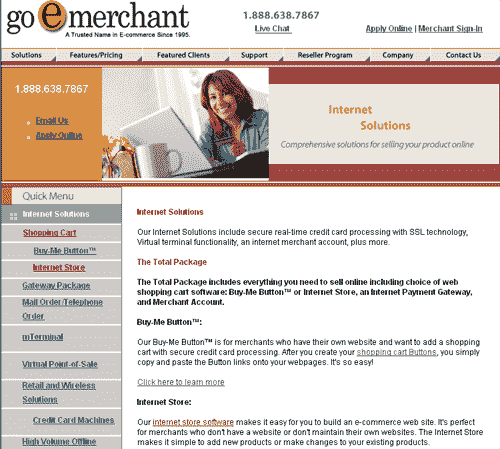 go e merchant
A Trusted Name in E-commerce Since 1995.
1.888.638.7867
Live Chat
Apply Online | Merchant Sign-In
Solutions
Features/Pricing
Featured Clients
Support
Reseller Program
Company
Contact Us
1.888.638.7867
Email Us
Apply Online
Internet
Solutions
Comprehensive solutions for selling your product online
Quick Menu
Internet Solutions
Shopping Cart
Buy-Me Button™
Internet Store
Gateway Package
Mail Order/Telephone
Order
mTerminal
Virtual Point-of-Sale
Retail and Wireless
Solutions
Credit Card Machines
High Volume Offline
Internet Solutions
Our Internet Solutions include secure real-time credit card processing with SSL technology,
Virtual terminal functionality, an internet merchant account, plus more.
The Total Package
The Total Package includes everything you need to sell online including choice of web
shopping cart software: Buy-Me Button™ or Internet Store, an Internet Payment Gateway,
and Merchant Account.
Buy-Me Button™:
Our Buy-Me Button™ is for merchants who have their own website and want to add a shopping
cart with secure credit card processing. After you create your shopping cart Buttons, you simply
copy and paste the Button links onto your webpages. It's so easy!
Click here to learn more
Internet Store:
Our internet store software makes it easy for you to build an e-commerce web site. It's perfect
for merchants who don't have a website or don't maintain their own websites. The Internet Store
makes it simple to add new products or make changes to your existing products.